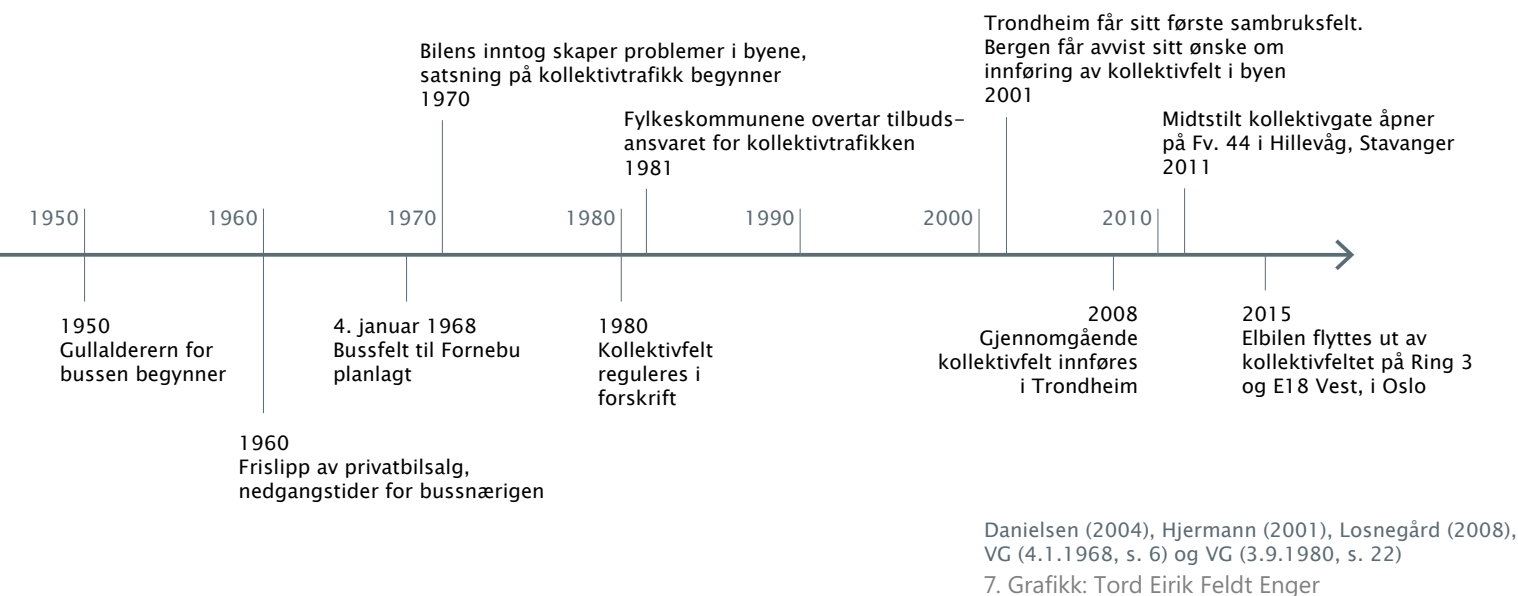 Bilens inntog skaper problemer i byene,
satsning på kollektivtrafikk begynner
1970
Fylkeskommunene overtar tilbuds-
ansvaret for kollektivtrafikken
1981
Trondheim får sitt første sambruksfelt.
Bergen får avvist sitt ønske om
innføring av kollektivfelt i byen
2001
Midtstilt kollektivgate åpner
på Fv. 44 i Hillevåg, Stavanger
2011
1950
1960
1970
1980
1990
2000
2010
1950
Gullalderern for
bussen begynner
1960
Frislipp av privatbilsalg,
nedgangstider for bussnærigen
4. januar 1968
Bussfelt til Fornebu
planlagt
1980
Kollektivfelt
reguleres i
forskrift
2008
Gjennomgående
kollektivfelt innføres
i Trondheim
2015
Elbilen flyttes ut av
kollektivfeltet på Ring 3
og E18 Vest, i Oslo
Danielsen (2004), Hjermann (2001), Losnegård (2008),
VG (4.1.1968, s. 6) og VG (3.9.1980, s. 22)
7. Grafikk: Tord Eirik Feldt Enger